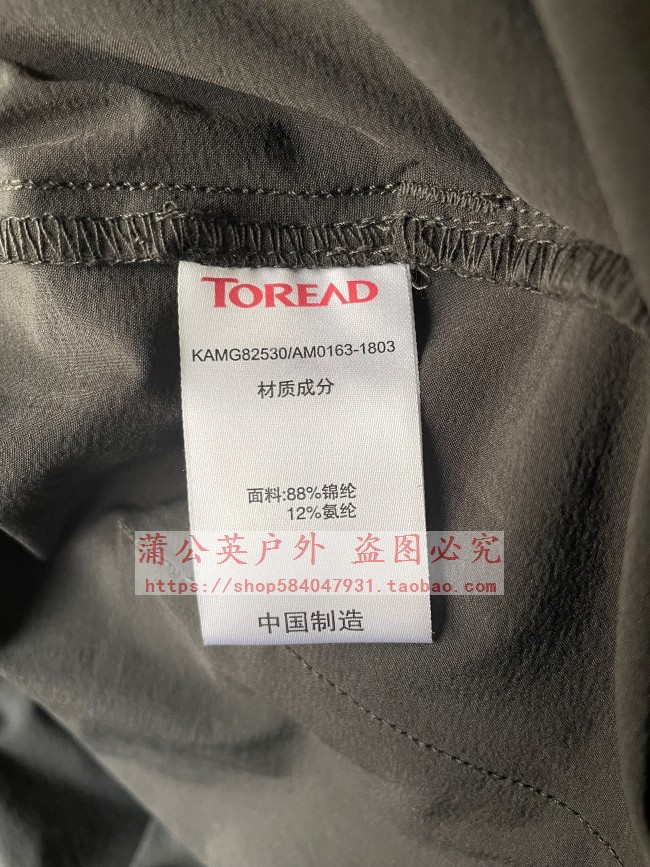 TOREAD
KAMG82530/AM0163-1803
材质成分
面料:88%锦纶
12%氨纶
蒲公英户外 盗图必究
https://shop584047931.taobao.com
中国制造